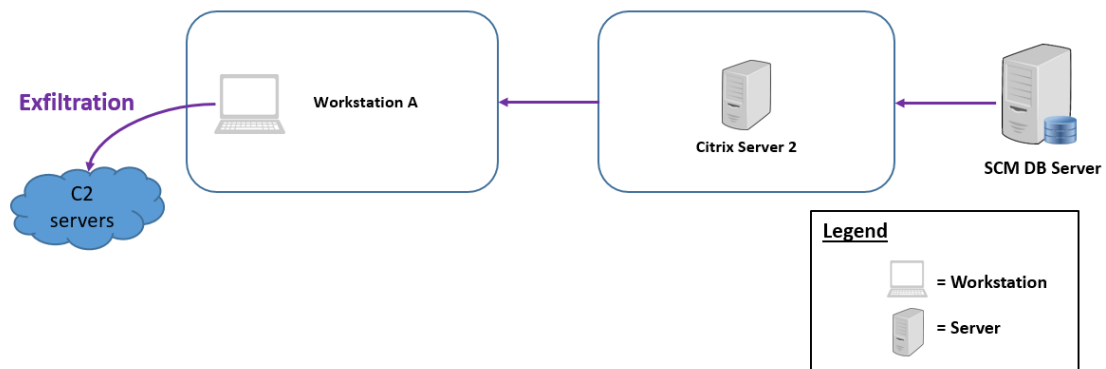 Exfiltration
Workstation A
C2
servers
Citrix Server 2
SCM DB Server
Legend
= Workstation
= Server